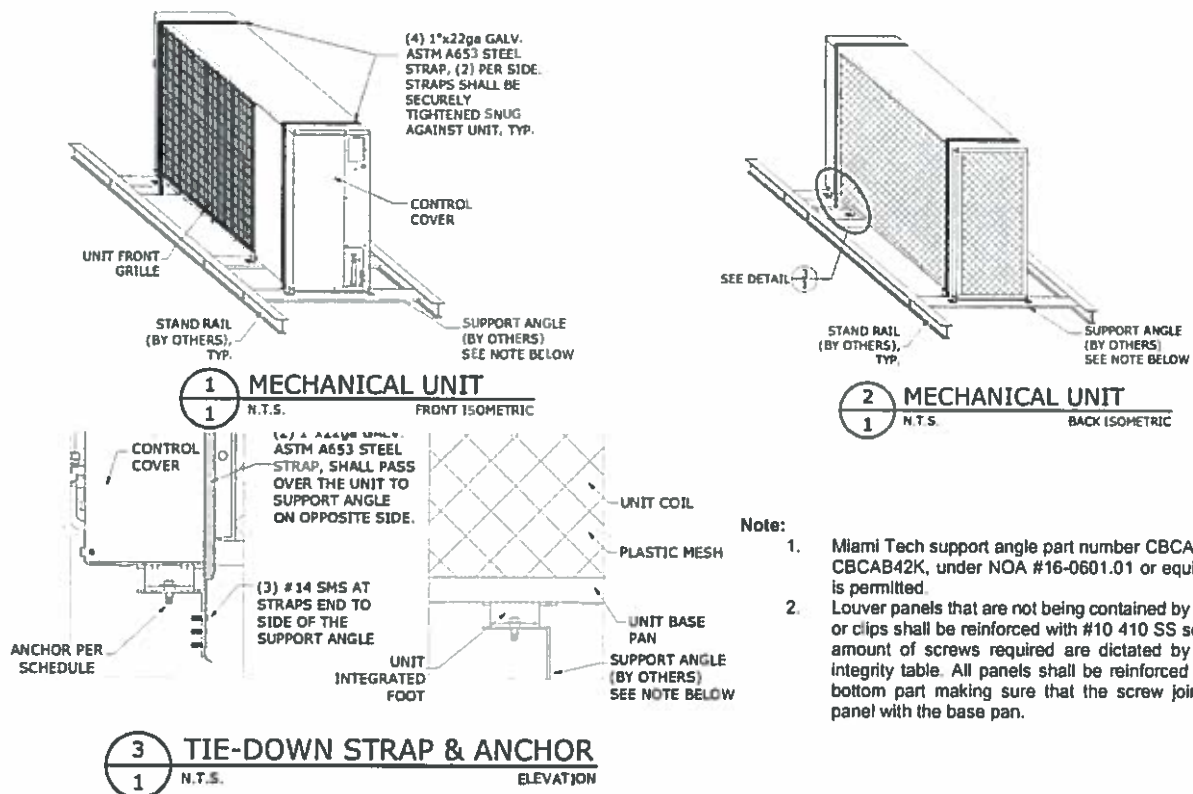 (4) 1"x22ga GALV.
ASTM A653 STEEL
STRAP, (2) PER SIDE.
STRAPS SHALL BE
SECURELY
TIGHTENED SNUG
AGAINST UNIT, TYP.
CONTROL
COVER
UNIT FRONT
GRILLE
STAND RAIL
(BY OTHERS),
TYP.
SUPPORT ANGLE
(BY OTHERS)
SEE NOTE BELOW
1
1
MECHANICAL UNIT
N.T.S.
FRONT ISOMETRIC
SEE DETAIL 3
STAND RAIL
(BY OTHERS),
TYP.
SUPPORT ANGLE
(BY OTHERS)
SEE NOTE BELOW
2
1
MECHANICAL UNIT
N.T.S.
BACK ISOMETRIC
CONTROL
COVER
(2) 1"x22ga GALV.
ASTM A653 STEEL
STRAP, SHALL PASS
OVER THE UNIT TO
SUPPORT ANGLE
ON OPPOSITE SIDE.
(3) #14 SMS AT
STRAPS END TO
SIDE OF THE
SUPPORT ANGLE
ANCHOR PER
SCHEDULE
UNIT COIL
PLASTIC MESH
UNIT BASE
PAN
UNIT
INTEGRATED
FOOT
SUPPORT ANGLE
(BY OTHERS)
SEE NOTE BELOW
3
1
TIE-DOWN STRAP & ANCHOR
N.T.S.
ELEVATION
Note:
1. Miami Tech support angle part number CBCA
CBCAB42K, under NOA #16-0601.01 or equi
is permitted.
2. Louver panels that are not being contained by
or clips shall be reinforced with #10 410 SS s
amount of screws required are dictated by
integrity table. All panels shall be reinforced
bottom part making sure that the screw join
panel with the base pan.